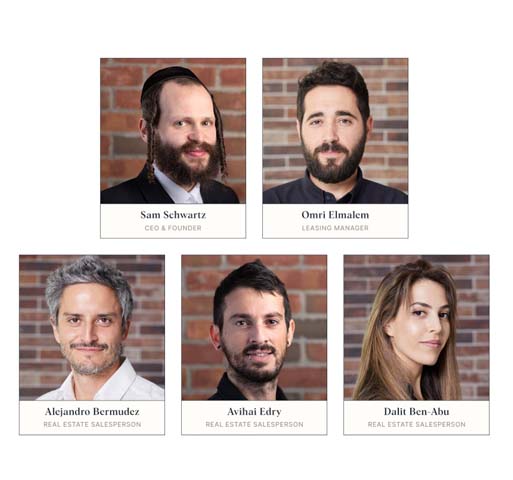 Sam Schwartz
CEO & FOUNDER
Omri Elmalem
LEASING MANAGER
Alejandro Bermudez
REAL ESTATE SALESPERSON
Avihai Edry
REAL ESTATE SALESPERSON
Dalit Ben-Abu
REAL ESTATE SALESPERSON